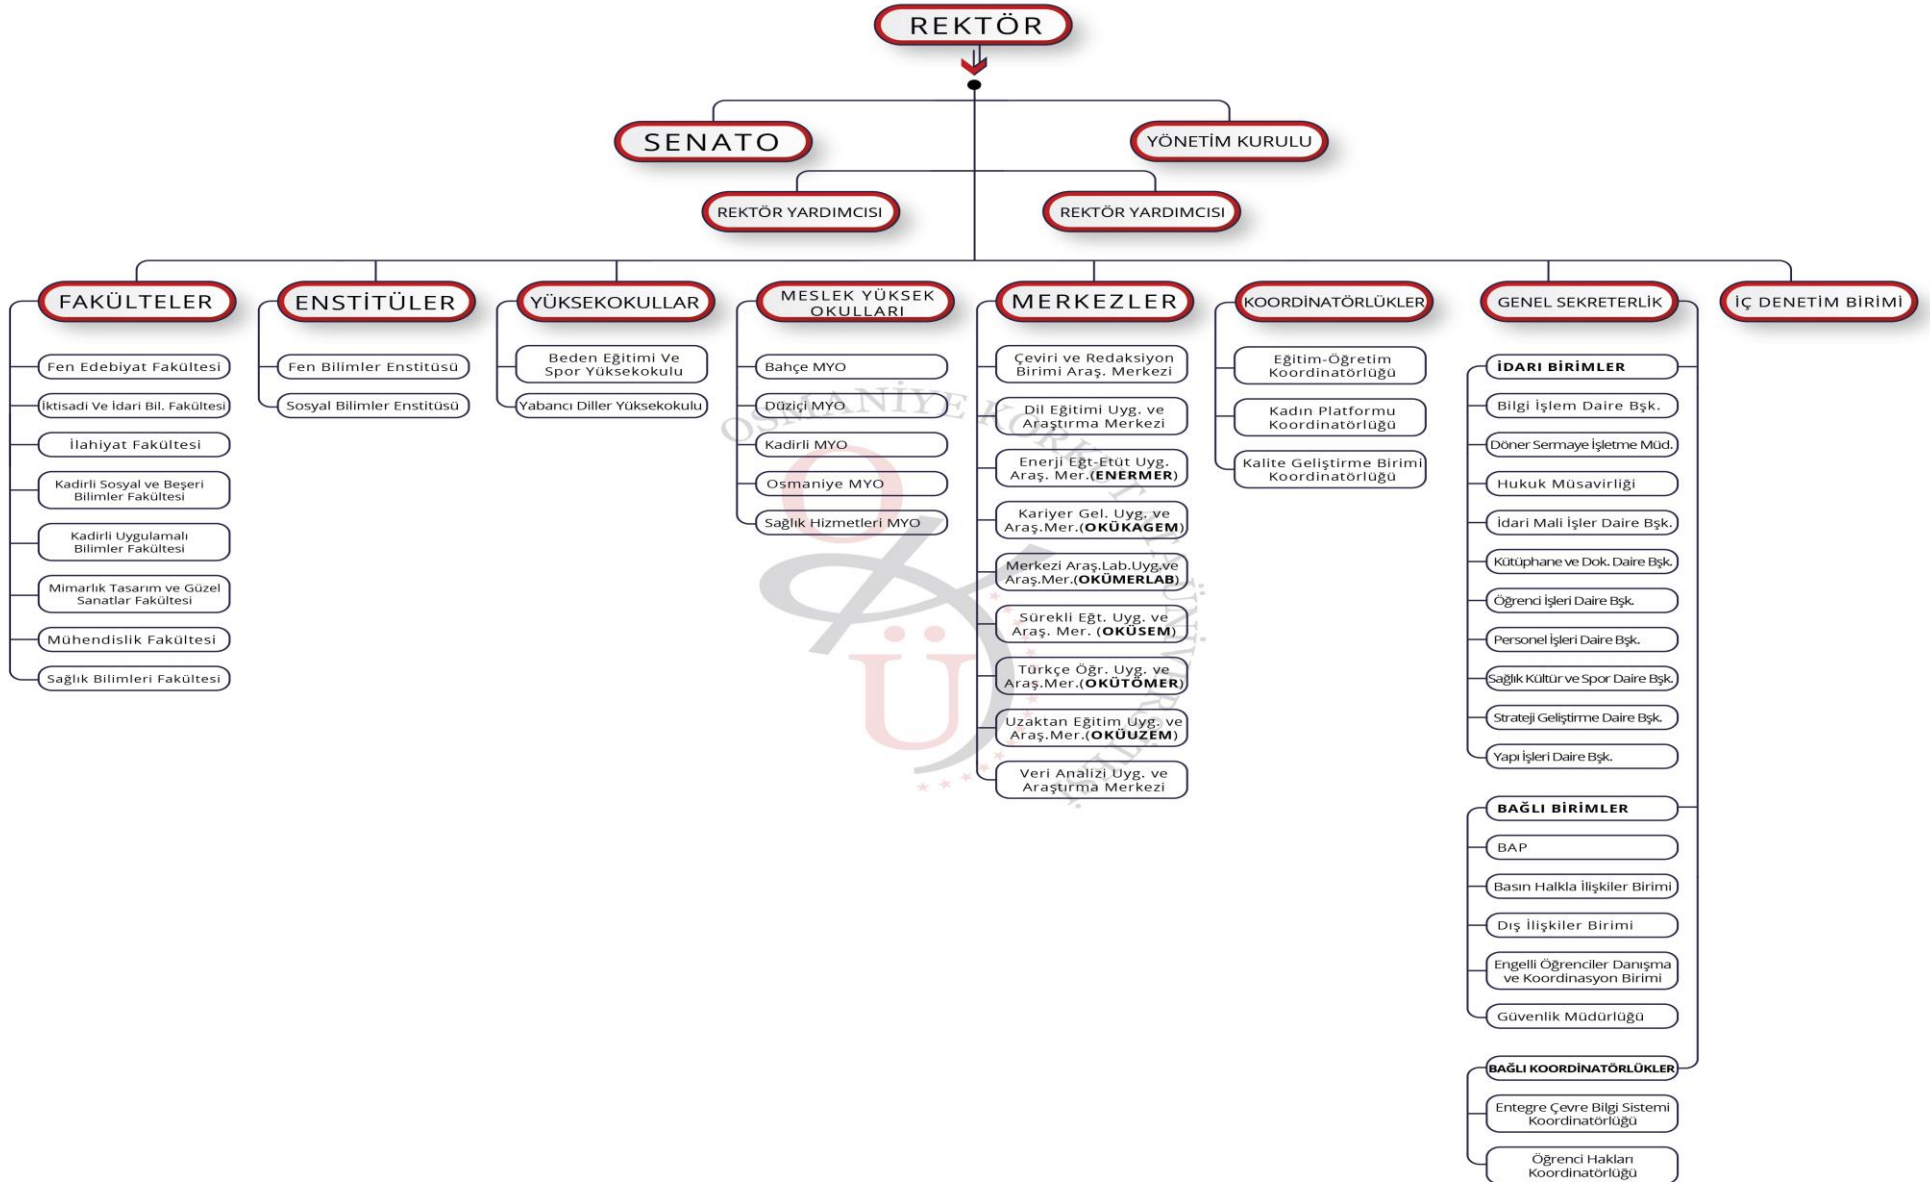 REKTÖR
SENATO
YÖNETİM KURULU
REKTÖR YARDIMCISI
REKTÖR YARDIMCISI
FAKÜLTELER
Fen Edebiyat Fakültesi
İktisadi Ve İdari Bil. Fakültesi
İlahiyat Fakültesi
Kadirli Sosyal ve Beşeri
Bilimler Fakültesi
Kadirli Uygulamalı
Bilimler Fakültesi
Mimarlık Tasarım ve Güzel
Sanatlar Fakültesi
Mühendislik Fakültesi
Sağlık Bilimleri Fakültesi
ENSTİTÜLER
Fen Bilimler Enstitüsü
Sosyal Bilimler Enstitüsü
YÜKSEKOKULLAR
Beden Eğitimi Ve
Spor Yüksekokulu
Yabancı Diller Yüksekokulu
MESLEK YÜKSEK
OKULLARI
Bahçe MYO
Düziçi MYO
Kadirli MYO
Osmaniye MYO
Sağlık Hizmetleri MYO
MERKEZLER
Çeviri ve Redaksiyon
Birimi Araş. Merkezi
Dil Eğitimi Uyg. ve
Araştırma Merkezi
Enerji Eğt-Etüt Uyg.
Araş. Mer.(ENERMER)
Kariyer Gel. Uyg. ve
Araş.Mer.(OKÜKAGEM)
Merkezi Araş.Lab.Uyg.ve
Araş.Mer.(OKÜMERLAB)
Sürekli Eğt. Uyg. ve
Araş. Mer. (OKÜSEM)
Türkçe Öğr. Uyg. ve
Araş.Mer.(OKÜTÖMER)
Uzaktan Eğitim Uyg. ve
Araş.Mer.(OKÜUZEM)
Veri Analizi Uyg. ve
Araştırma Merkezi
KOORDİNATÖRLÜKLER
Eğitim-Öğretim
Koordinatörlüğü
Kadın Platformu
Koordinatörlüğü
Kalite Geliştirme Birimi
Koordinatörlüğü
GENEL SEKRETERLİK
İDARI BİRİMLER
Bilgi İşlem Daire Bşk.
Döner Sermaye İşletme Müd.
Hukuk Müsavirliği
İdari Mali İşler Daire Bşk.
Kütüphane ve Dok. Daire Bşk.
Öğrenci İşleri Daire Bşk.
Personel İşleri Daire Bşk.
Sağlık Kültür ve Spor Daire Bşk.
Strateji Geliştirme Daire Bşk.
Yapı İşleri Daire Bşk.
BAĞLI BİRİMLER
BAP
Basın Halkla İlişkiler Birimi
Dış İlişkiler Birimi
Engelli Öğrenciler Danışma
ve Koordinasyon Birimi
Güvenlik Müdürlüğü
BAĞLI KOORDİNATÖRLÜKLER
Entegre Çevre Bilgi Sistemi
Koordinatörlüğü
Öğrenci Hakları
Koordinatörlüğü
İÇ DENETİM BİRİMİ
OSMANİYE KORKUT ATA ÜNİVERSİTESİ
OKÜ